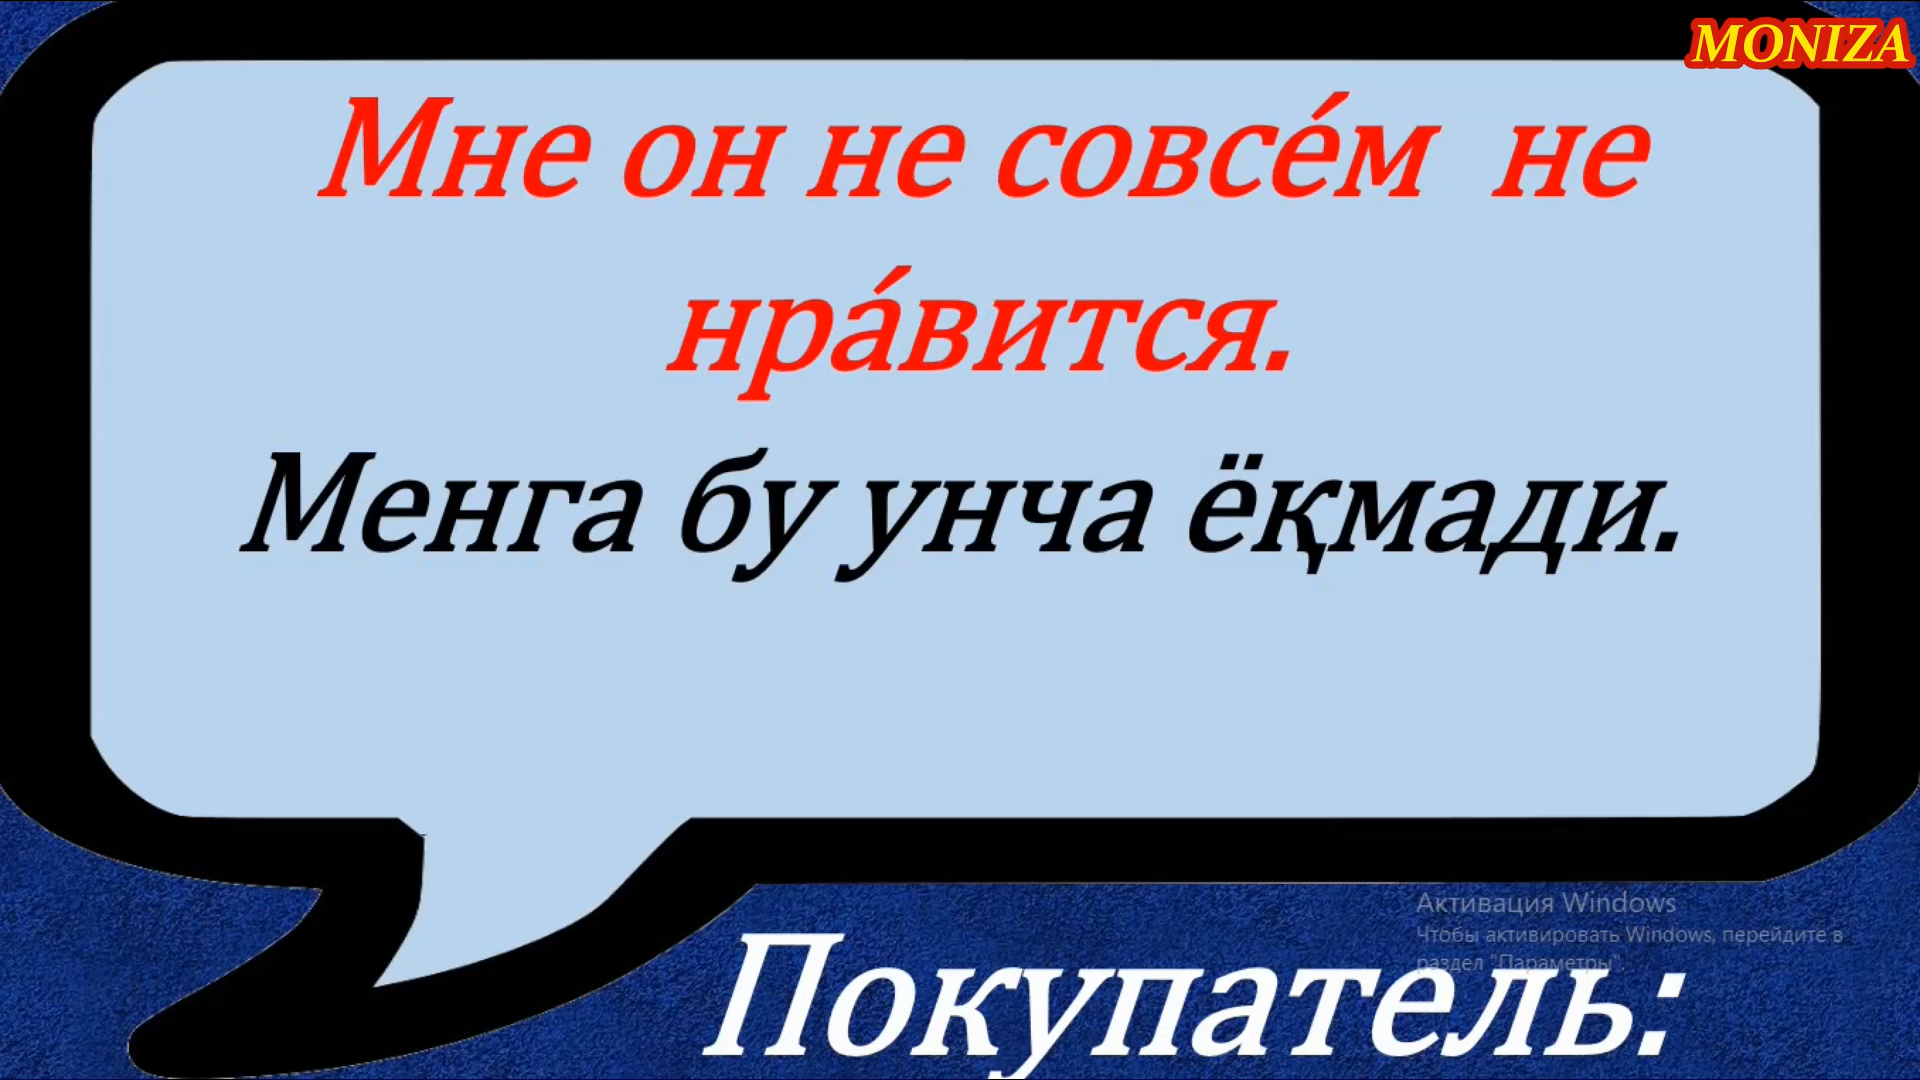 MONIZA
Мне он не совсе́м не
нра́вится.
Менга бу унча ёқмади.
Активация Windows
Чтобы активировать Windows, перейдите в
раздел "Параметры".
Покупатель: